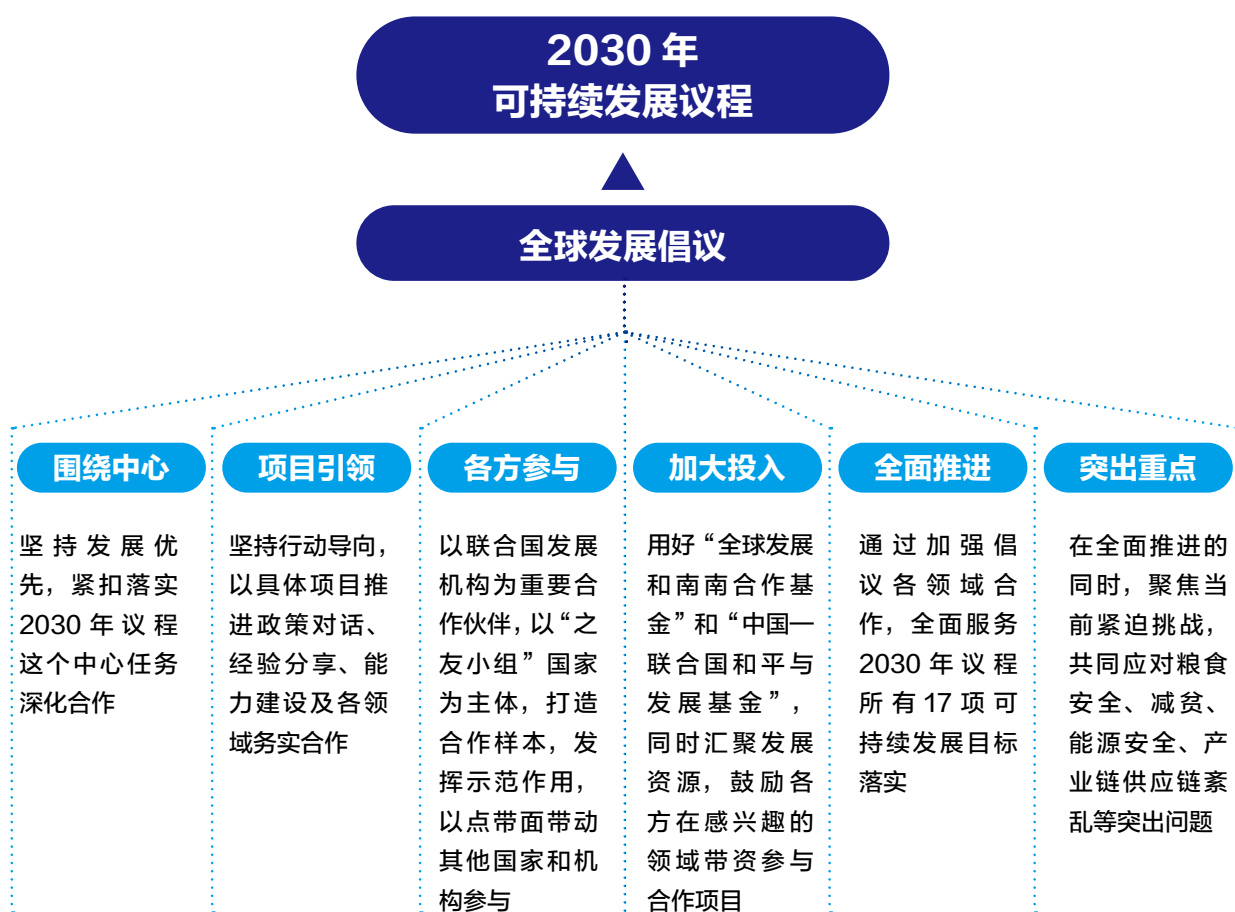 2030 年
可持续发展议程
全球发展倡议
围绕中心
坚持发展优
先，紧扣落实
2030 年议程
这个中心任务
深化合作
项目引领
坚持行动导向，
以具体项目推
进政策对话、
经验分享、能
力建设及各领
域务实合作
各方参与
以联合国发展
机构为重要合
作伙伴，以“之
友小组”国家
为主体，打造
合作样本，发
挥示范作用，
以点带面带动
其他国家和机
构参与
加大投入
用好“全球发展
和南南合作基
金”和“中国—
联合国和平与
发展基金”，
同时汇聚发展
资源，鼓励各
方在感兴趣的
领域带资参与
合作项目
全面推进
通过加强倡
议各领域合
作，全面服务
2030 年议程
所有 17 项可
持续发展目标
落实
突出重点
在全面推进的
同时，聚焦当
前紧迫挑战，
共同应对粮食
安全、减贫、
能源安全、产
业链供应链紊
乱等突出问题